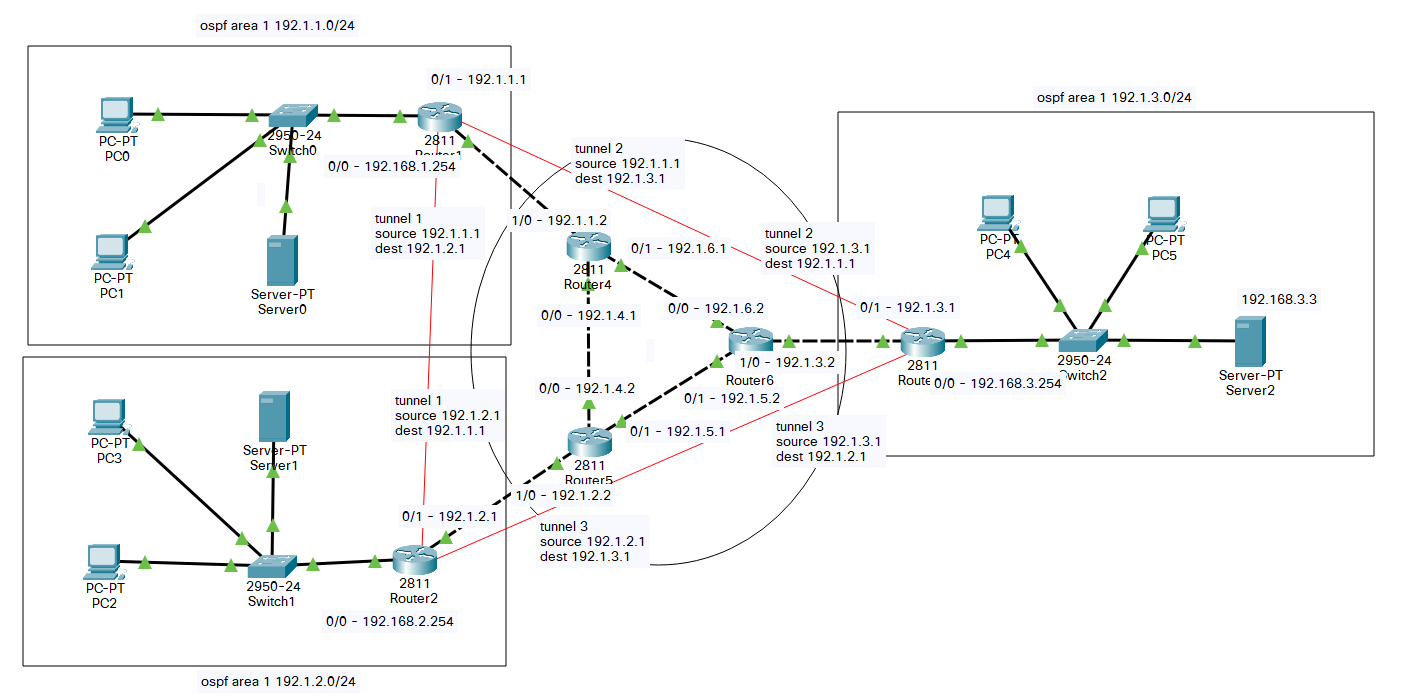 ospf area 1 192.1.1.0/24
0/1 - 192.1.1.1
PC-PT
PC0
2950-24
Switch0
2811
0/0 - 192.168.1.254
PC-PT
PC1
Server-PT
Server0
tunnel 1
source 192.1.1.1
dest 192.1.2.1
tunnel 2
source 192.1.1.1
dest 192.1.3.1
1/0 - 192.1.1.2
2811
Router4
0/1 - 192.1.6.1
tunnel 2
source 192.1.3.1
dest 192.1.1.1
0/0 - 192.1.4.1
0/0 - 192.1.6.2
1/0 - 192.1.3.2
Router6
0/1 - 192.1.5.2
0/0 - 192.1.4.2
0/1 - 192.1.5.1
2811
Router5
1/0 - 192.1.2.2
ospf area 1 192.1.3.0/24
PC-PT
PC4
PC-PT
PC5
192.168.3.3
0/1 - 192.1.3.1
2811
Route
0/0 - 192.168.3.254
2950-24
witch2
Server-PT
Server2
tunnel 3
source 192.1.3.1
dest 192.1.2.1
tunnel 1
source 192.1.2.1
dest 192.1.1.1
PC-PT
PC3
Server-PT
Server1
0/1 - 192.1.2.1
tunnel 3
source 192.1.2.1
dest 192.1.3.1
PC-PT
PC2
2950-24
Switch1
2811
Router2
0/0 - 192.168.2.254
ospf area 1 192.1.2.0/24